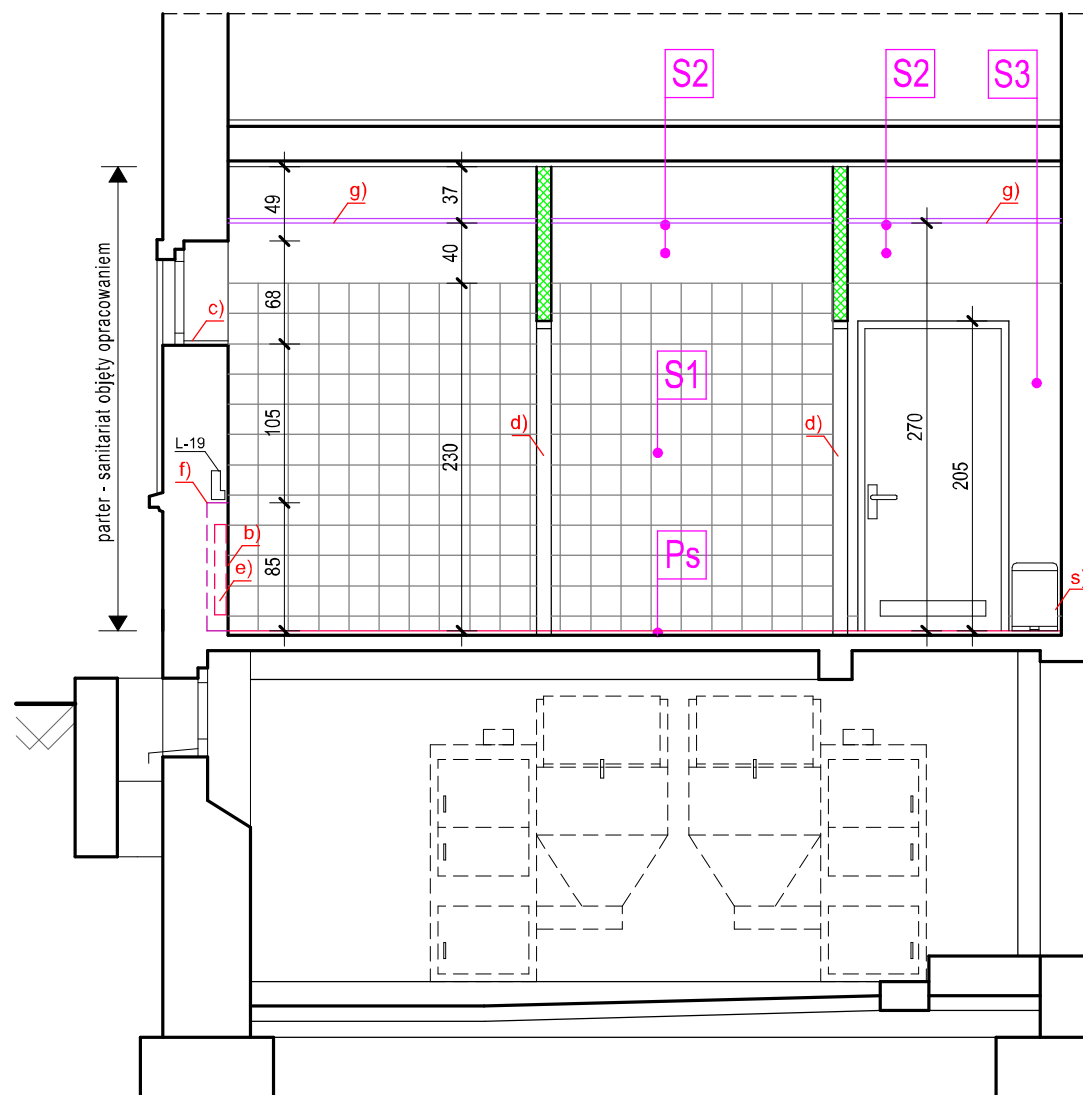 S2
S2
S3
g)
g)
49
37
40
68
c)
S1
105
230
d)
d)
270
205
L-19
f)
b)
e)
85
Ps
s)
parter - sanitariat objęty opracowaniem